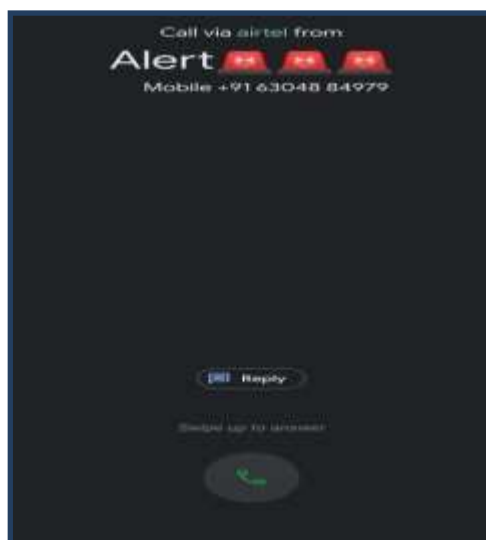 Call via airtel from
Alert
Mobile +91 63048 84979
Reply
Swipe up to answer